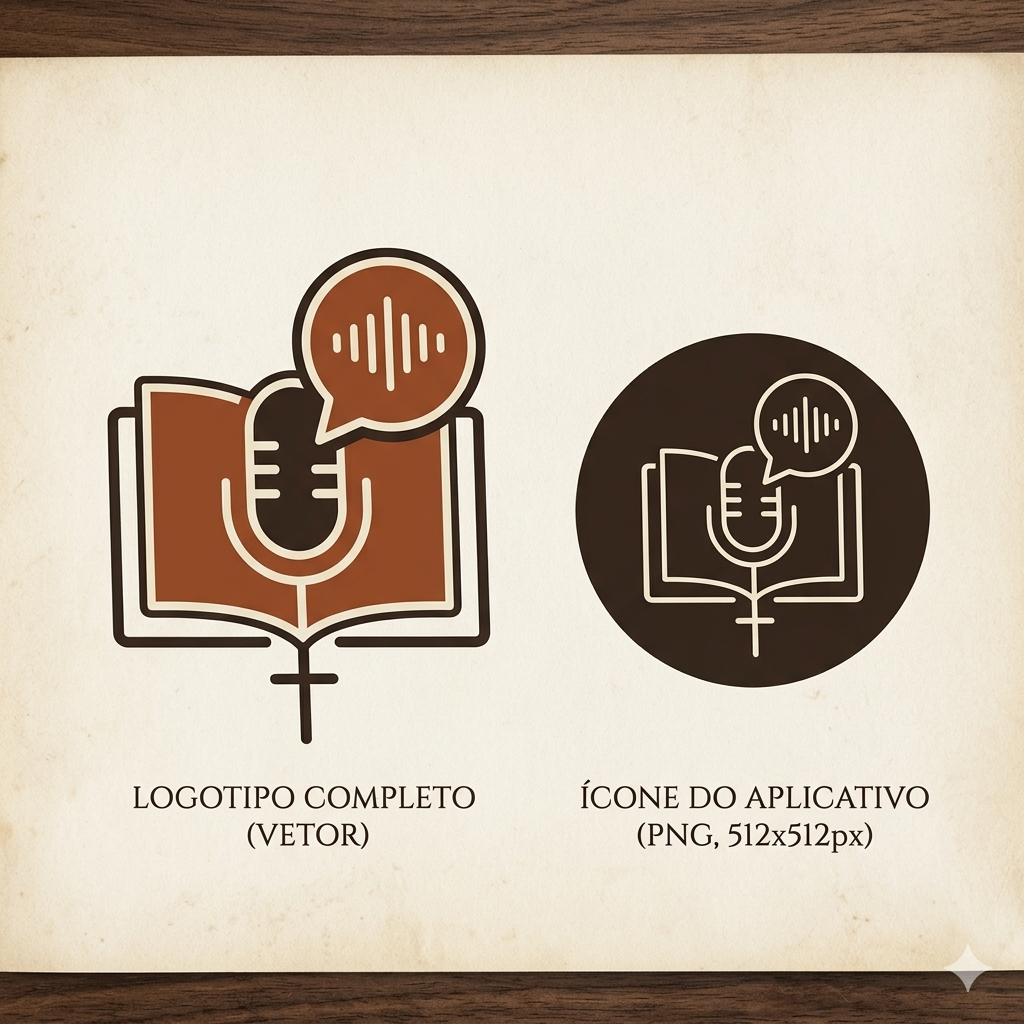 LOGOTIPO COMPLETO
(VETOR)
ÍCONE DO APLICATIVO
(PNG, 512x512px)